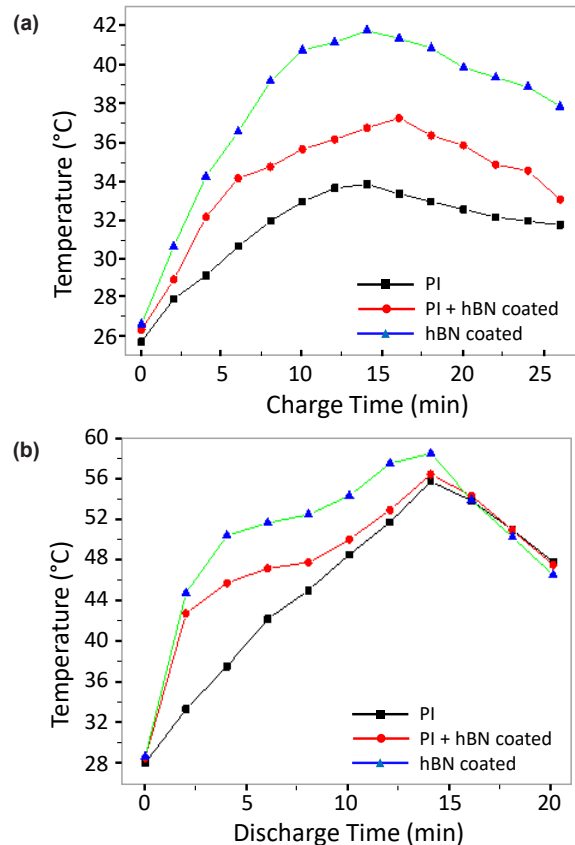 (a)
42
40
38
36
34
32
30
28
26
Temperature (°C)
0
5
10
15
20
25
Charge Time (min)
PI
PI + hBN coated
hBN coated
(b)
60
56
52
48
44
40
36
32
28
Temperature (°C)
0
5
10
15
20
Discharge Time (min)
PI
PI + hBN coated
hBN coated